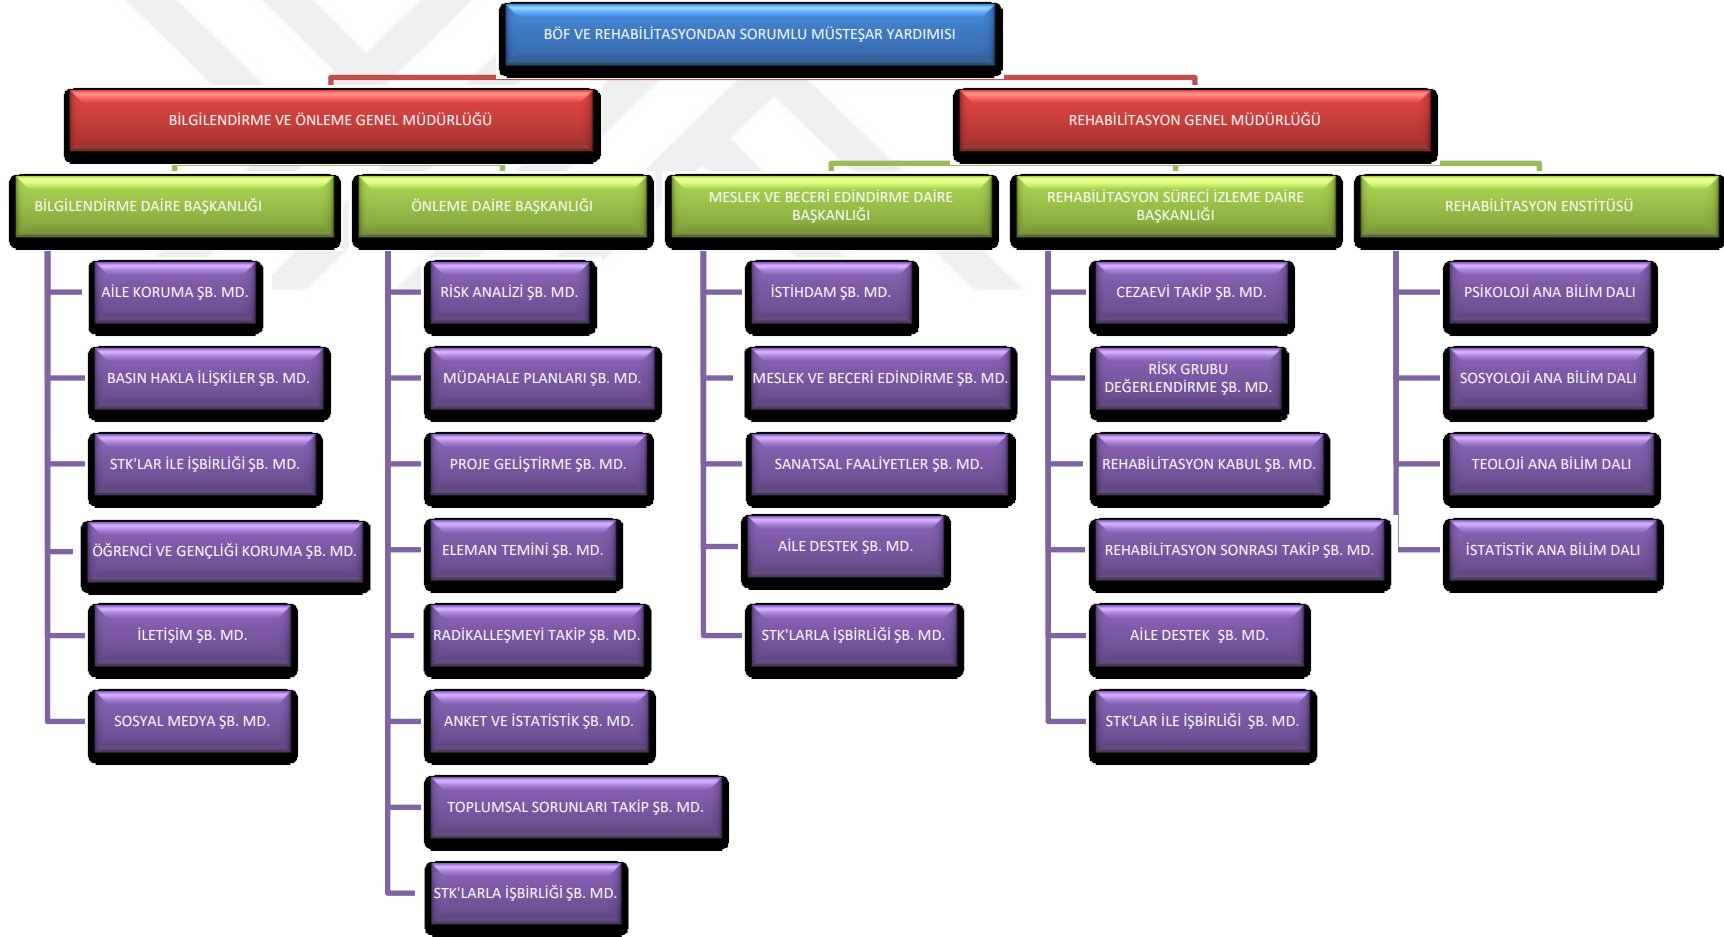 BÖF VE REHABİLİTASYONDAN SORUMLU MÜSTEŞAR YARDIMISI
BİLGİLENDİRME VE ÖNLEME GENEL MÜDÜRLÜĞÜ
REHABİLİTASYON GENEL MÜDÜRLÜĞÜ
BİLGİLENDİRME DAİRE BAŞKANLIĞI
AİLE KORUMA ŞB. MD.
BASIN HAKLA İLİŞKİLER ŞB. MD.
STK'LAR İLE İŞBİRLİĞİ ŞB. MD.
ÖĞRENCİ VE GENÇLİĞİ KORUMA ŞB. MD.
İLETİŞİM ŞB. MD.
SOSYAL MEDYA ŞB. MD.
ÖNLEME DAİRE BAŞKANLIĞI
RİSK ANALİZİ ŞB. MD.
MÜDAHALE PLANLARI ŞB. MD.
PROJE GELİŞTİRME ŞB. MD.
ELEMAN TEMİNİ ŞB. MD.
RADİKALLEŞMEYİ TAKİP ŞB. MD.
ANKET VE İSTATİSTİK ŞB. MD.
TOPLUMSAL SORUNLARI TAKİP ŞB. MD.
STK'LARLA İŞBİRLİĞİ ŞB. MD.
MESLEK VE BECERİ EDİNDİRME DAİRE
BAŞKANLIĞI
İSTİHDAM ŞB. MD.
MESLEK VE BECERİ EDİNDİRME ŞB. MD.
SANATSAL FAALİYETLER ŞB. MD.
AİLE DESTEK ŞB. MD.
STK'LARLA İŞBİRLİĞİ ŞB. MD.
REHABİLİTASYON SÜRECİ İZLEME DAİRE
BAŞKANLIĞI
CEZAEVİ TAKİP ŞB. MD.
RİSK GRUBU
DEĞERLENDİRME ŞB. MD.
REHABİLİTASYON KABUL ŞB. MD.
REHABİLİTASYON SONRASI TAKİP ŞB. MD.
AİLE DESTEK  ŞB. MD.
STK'LAR İLE İŞBİRLİĞİ  ŞB. MD.
REHABİLİTASYON ENSTİTÜSÜ
PSİKOLOJİ ANA BİLİM DALI
SOSYOLOJİ ANA BİLİM DALI
TEOLOJİ ANA BİLİM DALI
İSTATİSTİK ANA BİLİM DALI